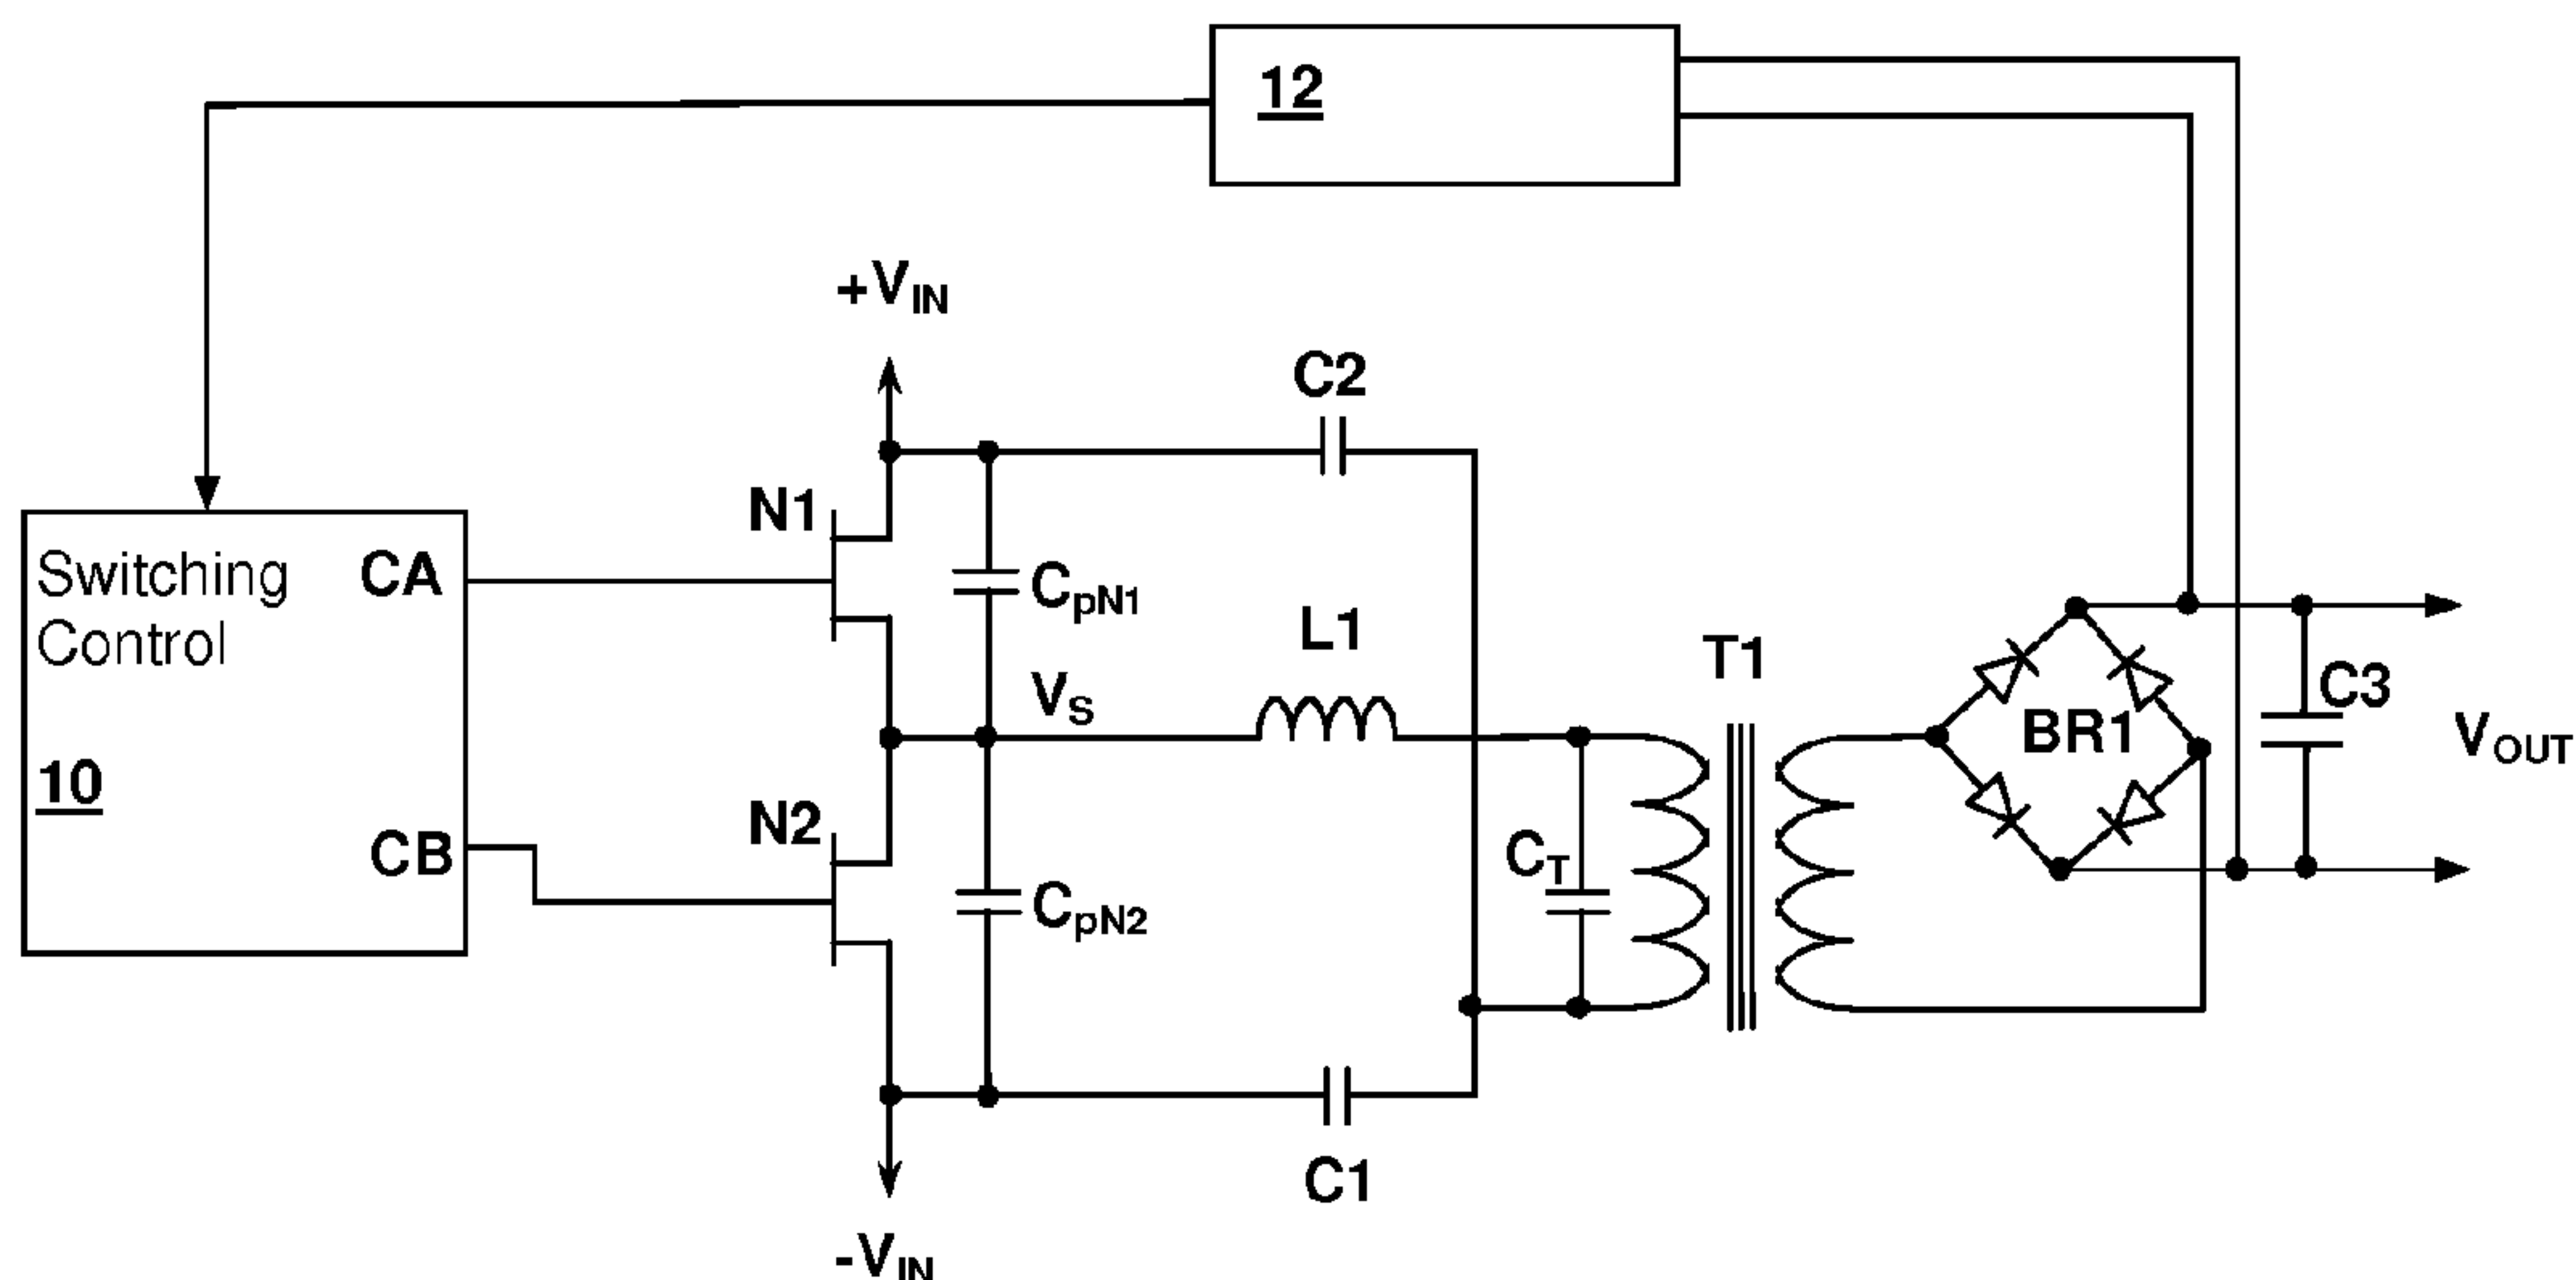 12
+VIN
C2
N1
Switching
Control
CA
CpN1
L1
T1
VS
C3
BR1
VOUT
10
N2
CB
CT
CpN2
C1
-VIN